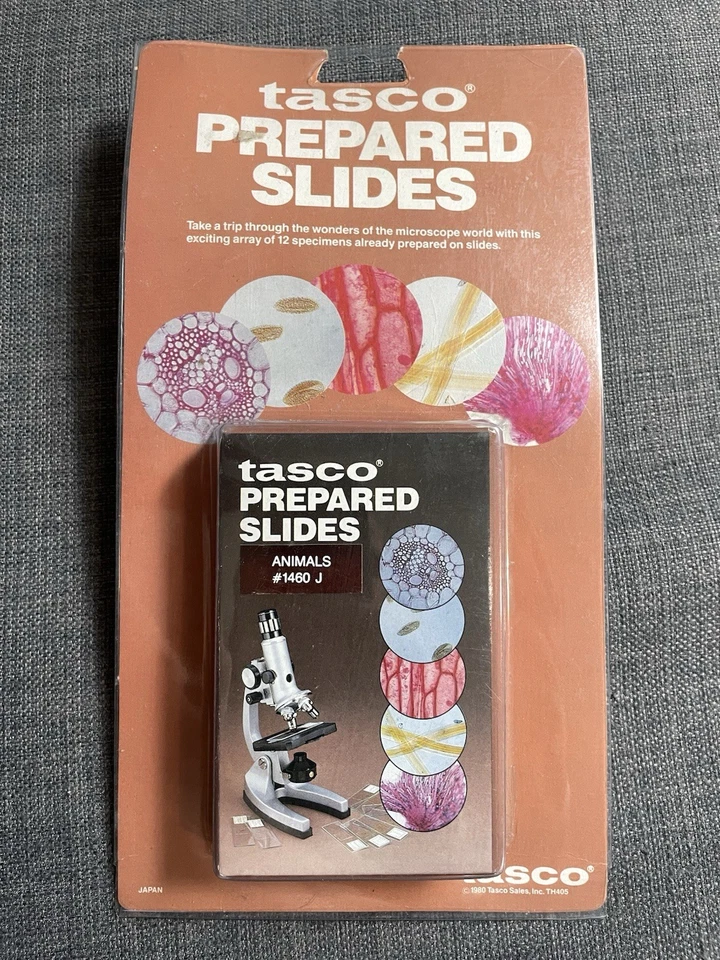 tasco®
PREPARED
SLIDES
Take a trip through the wonders of the microscope world with this
exciting array of 12 specimens already prepared on slides.
tasco®
PREPARED
SLIDES
ANIMALS
#1460 J
tasco®
JAPAN
© 1980 Tasco Sales, Inc. TH405